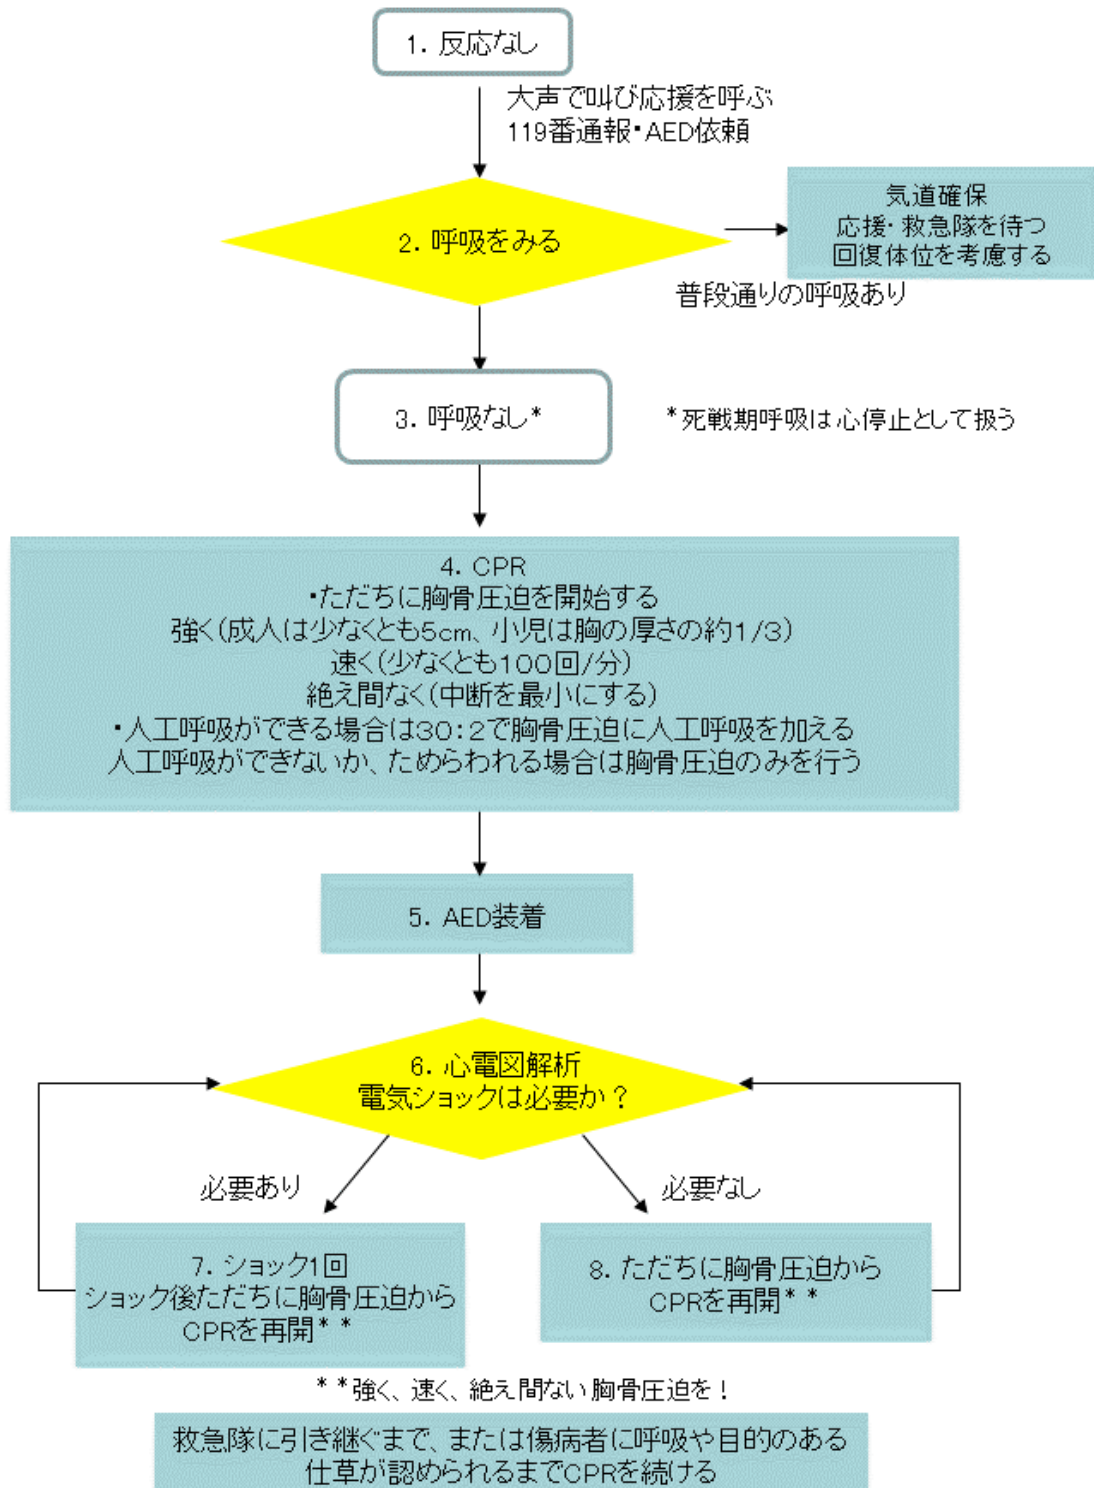 1. 反応なし
大声で叫び応援を呼ぶ
119番通報・AED依頼
2. 呼吸をみる
気道確保
応援・救急隊を待つ
回復体位を考慮する
普段通りの呼吸あり
3. 呼吸なし*
*死戦期呼吸は心停止として扱う
4. CPR
・ただちに胸骨圧迫を開始する
強く(成人は少なくとも5cm、小児は胸の厚さの約1/3)
速く(少なくとも100回/分)
絶え間なく(中断を最小にする)
・人工呼吸ができる場合は30:2で胸骨圧迫に人工呼吸を加える
人工呼吸ができないか、ためらわれる場合は胸骨圧迫のみを行う
5. AED装着
6. 心電図解析
電気ショックは必要か?
必要あり
必要なし
7. ショック1回
ショック後ただちに胸骨圧迫から
CPRを再開**
8. ただちに胸骨圧迫から
CPRを再開**
**強く、速く、絶え間ない胸骨圧迫を!
救急隊に引き継ぐまで、または傷病者に呼吸や目的のある
仕草が認められるまでCPRを続ける